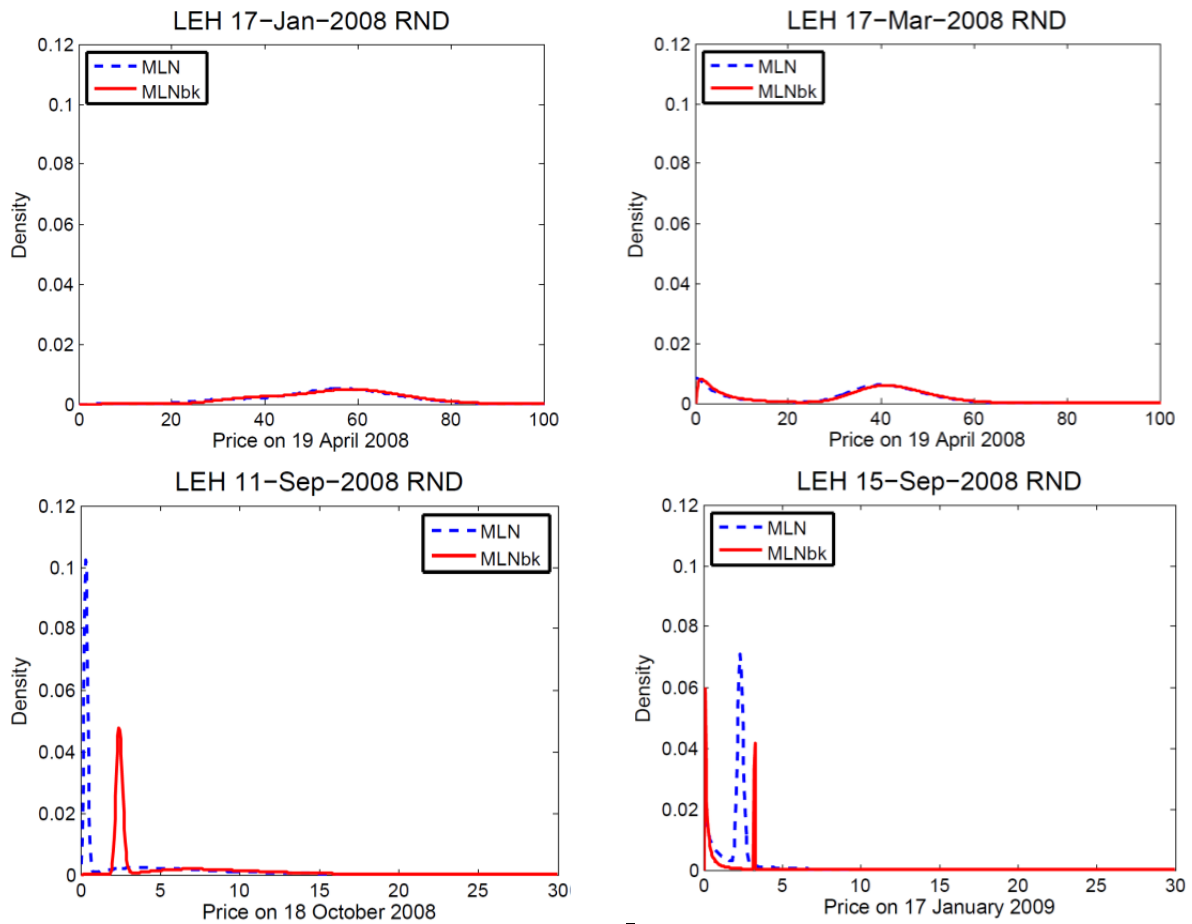 LEH 17−Jan−2008 RND
0.12
0.1
0.08
0.06
0.04
0.02
0
Density
MLN
MLNbk
0 20 40 60 80 100
Price on 19 April 2008
LEH 17−Mar−2008 RND
0.12
0.1
0.08
0.06
0.04
0.02
0
Density
MLN
MLNbk
0 20 40 60 80 100
Price on 19 April 2008
LEH 11−Sep−2008 RND
0.12
0.1
0.08
0.06
0.04
0.02
0
Density
MLN
MLNbk
0 5 10 15 20 25 30
Price on 18 October 2008
LEH 15−Sep−2008 RND
0.12
0.1
0.08
0.06
0.04
0.02
0
Density
MLN
MLNbk
0 5 10 15 20 25 30
Price on 17 January 2009